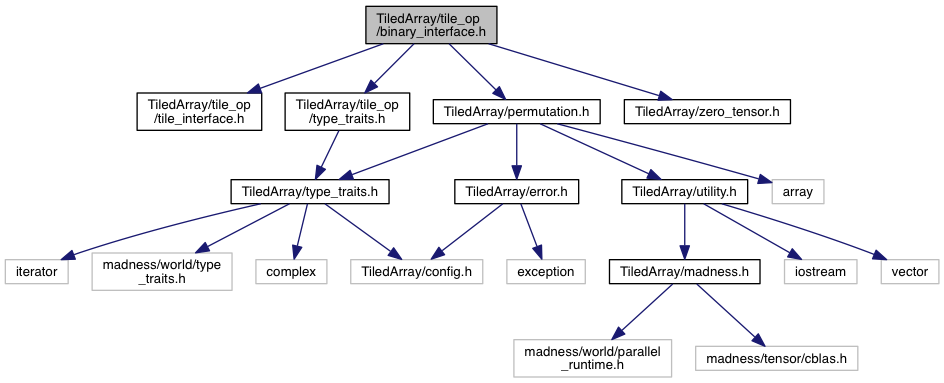 TiledArray/tile_op
/binary_interface.h
TiledArray/tile_op
/tile_interface.h
TiledArray/tile_op
/type_traits.h
TiledArray/permutation.h
TiledArray/zero_tensor.h
TiledArray/type_traits.h
TiledArray/error.h
TiledArray/utility.h
array
iterator
madness/world/type
_traits.h
complex
TiledArray/config.h
exception
TiledArray/madness.h
iostream
vector
madness/world/parallel
_runtime.h
madness/tensor/cblas.h